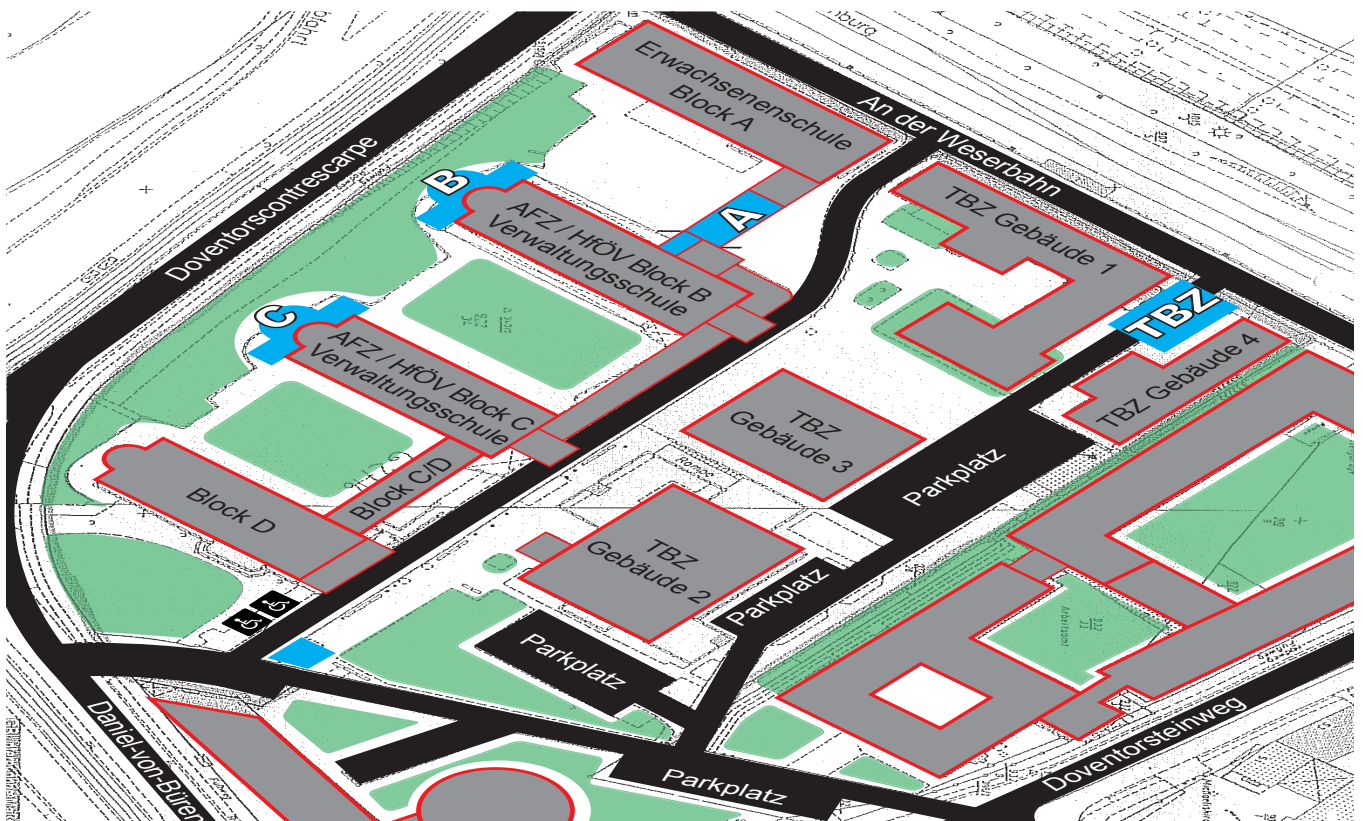 An der Weserbahn
Erwachsenenschule
Block A
Doventorscontrescarpe
B
A
AFZ / HfÖV Block B
Verwaltungsschule
TBZ Gebäude 1
TBZ
C
AFZ / HfÖV Block C
Verwaltungsschule
TBZ Gebäude 4
TBZ
Gebäude 3
Parkplatz
Block C/D
Block D
TBZ
Gebäude 2
Parkplatz
Parkplatz
Arbeitsamt
Daniel-von-Büren
Doventorsteinweg
Parkplatz